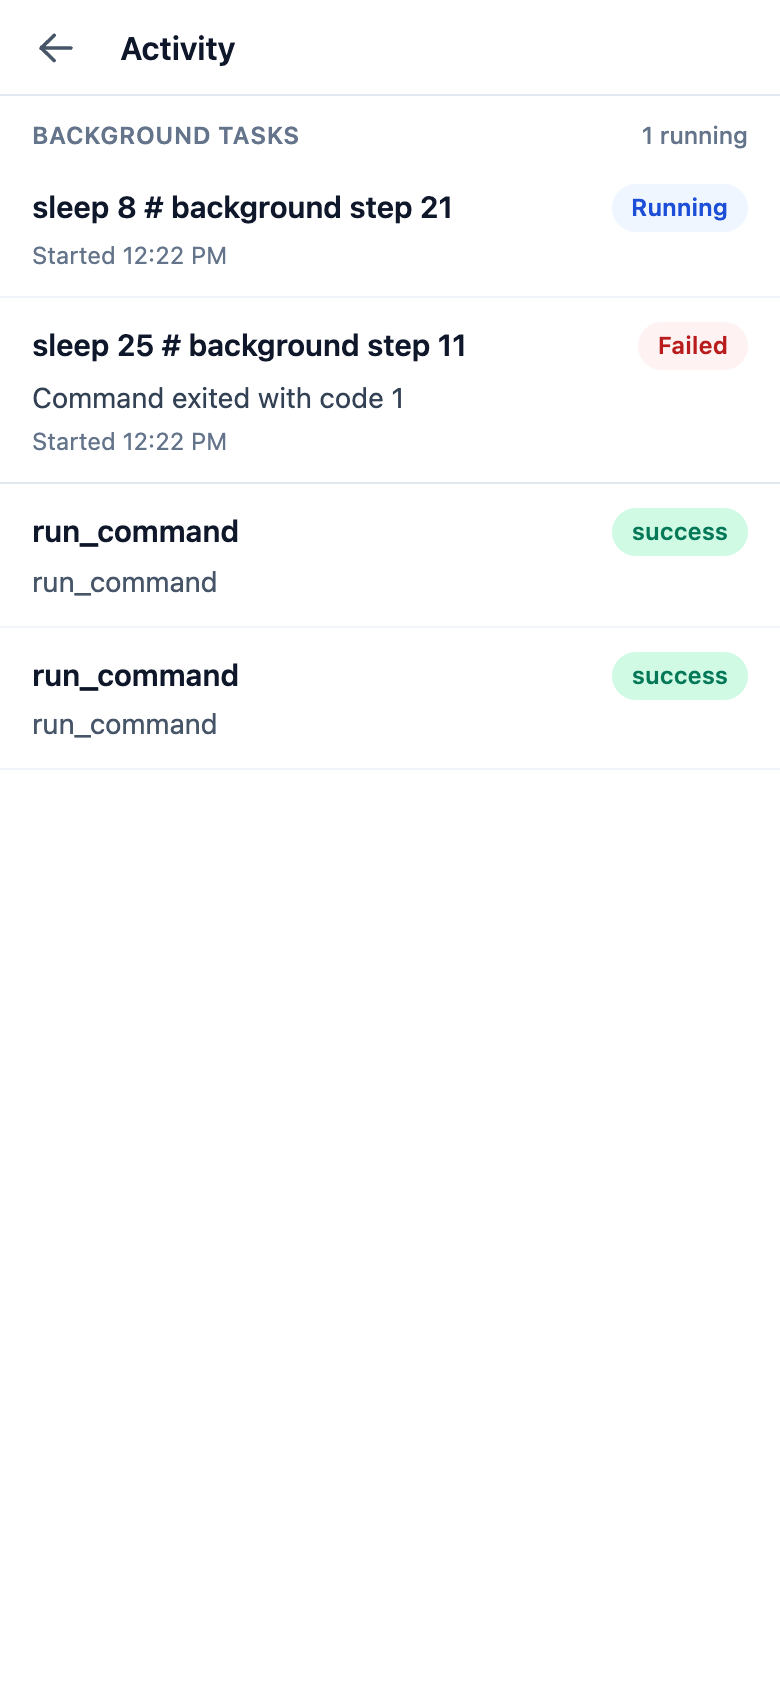 Activity
BACKGROUND TASKS
1 running
sleep 8 # background step 21
Running
Started 12:22 PM
sleep 25 # background step 11
Failed
Command exited with code 1
Started 12:22 PM
run_command
success
run_command
run_command
success
run_command